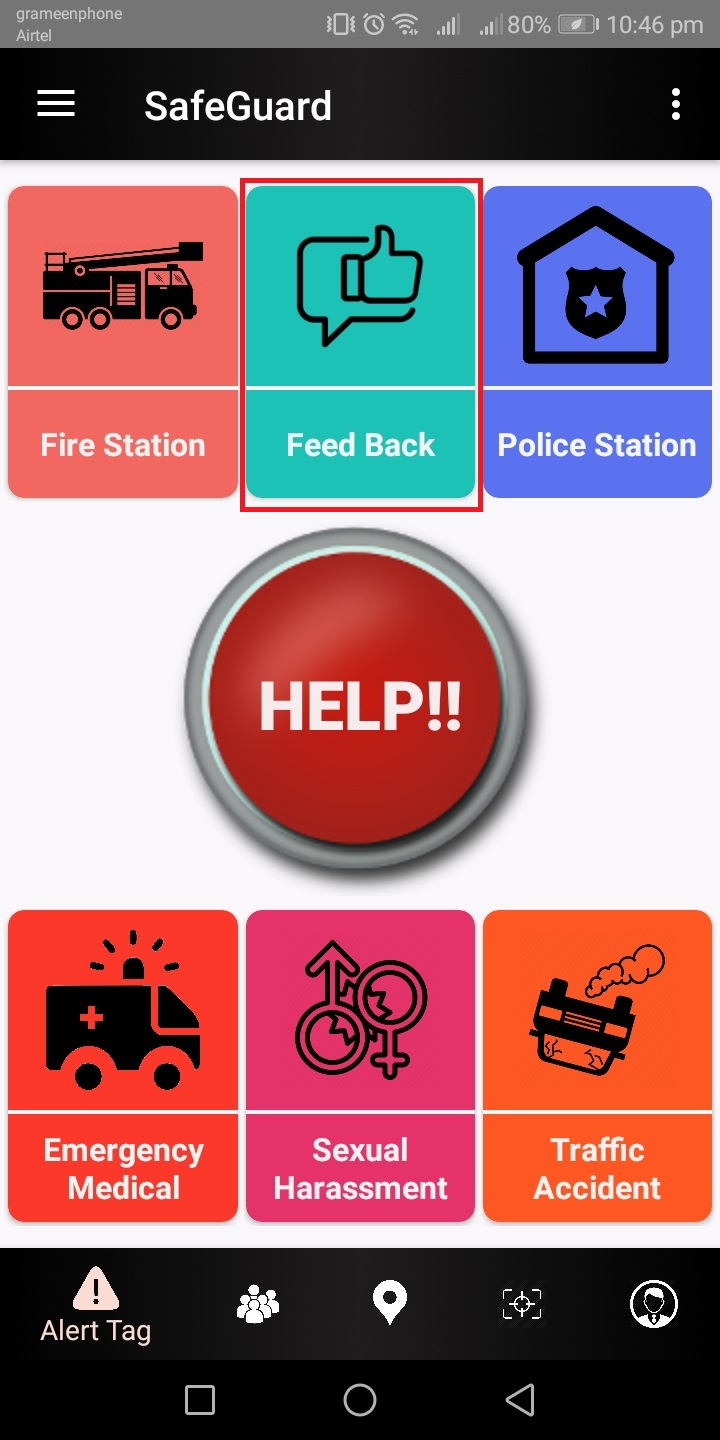 grameenphone
Airtel
80% 10:46 pm
SafeGuard
Fire Station
Feed Back
Police Station
HELP!!
Emergency
Medical
Sexual
Harassment
Traffic
Accident
Alert Tag